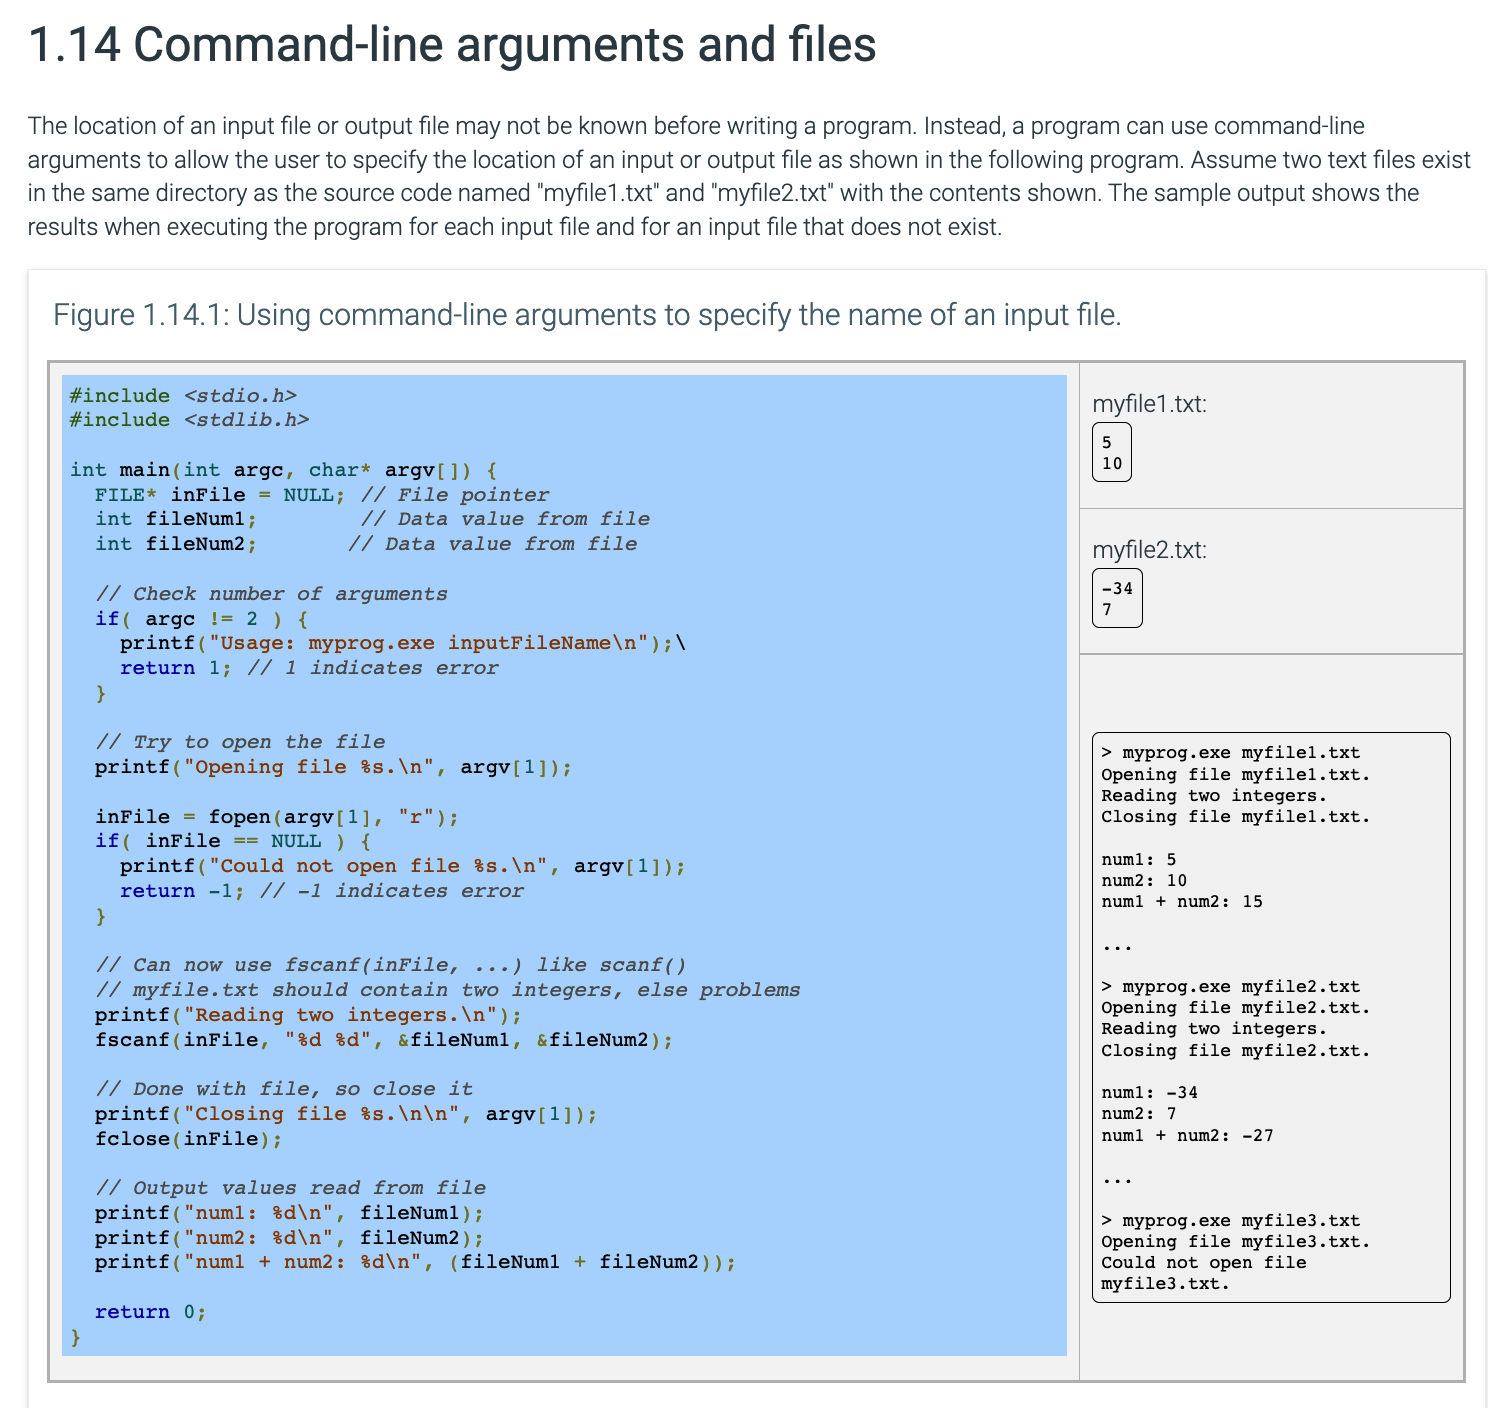 1.14 Command-line arguments and files
The location of an input file or output file may not be known before writing a program. Instead, a program can use command-line
arguments to allow the user to specify the location of an input or output file as shown in the following program. Assume two text files exist
in the same directory as the source code named "myfile1.txt" and "myfile2.txt" with the contents shown. The sample output shows the
results when executing the program for each input file and for an input file that does not exist.
Figure 1.14.1: Using command-line arguments to specify the name of an input file.
#include <stdio.h>
#include <stdlib.h>

int main(int argc, char* argv[]) {
  FILE* inFile = NULL; // File pointer
  int fileNum1;        // Data value from file
  int fileNum2;       // Data value from file

  // Check number of arguments
  if( argc != 2 ) {
    printf("Usage: myprog.exe inputFileName\n");\
    return 1; // 1 indicates error
  }

  // Try to open the file
  printf("Opening file %s.\n", argv[1]);

  inFile = fopen(argv[1], "r");
  if( inFile == NULL ) {
    printf("Could not open file %s.\n", argv[1]);
    return -1; // -1 indicates error
  }

  // Can now use fscanf(inFile, ...) like scanf()
  // myfile.txt should contain two integers, else problems
  printf("Reading two integers.\n");
  fscanf(inFile, "%d %d", &fileNum1, &fileNum2);

  // Done with file, so close it
  printf("Closing file %s.\n\n", argv[1]);
  fclose(inFile);

  // Output values read from file
  printf("num1: %d\n", fileNum1);
  printf("num2: %d\n", fileNum2);
  printf("num1 + num2: %d\n", (fileNum1 + fileNum2));

  return 0;
}
myfile1.txt:
5
10
myfile2.txt:
-34
7
> myprog.exe myfile1.txt
Opening file myfile1.txt.
Reading two integers.
Closing file myfile1.txt.

num1: 5
num2: 10
num1 + num2: 15

...

> myprog.exe myfile2.txt
Opening file myfile2.txt.
Reading two integers.
Closing file myfile2.txt.

num1: -34
num2: 7
num1 + num2: -27

...

> myprog.exe myfile3.txt
Opening file myfile3.txt.
Could not open file
myfile3.txt.